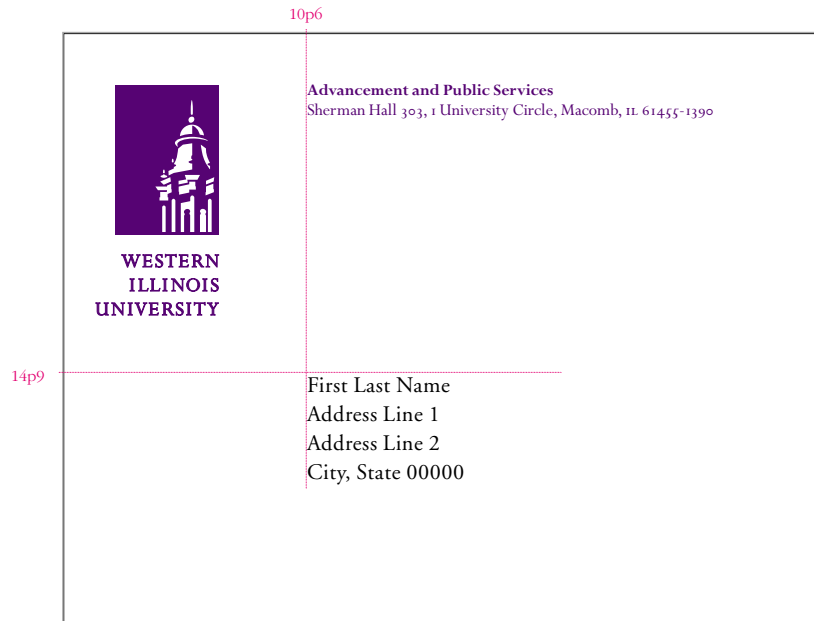 10p6
Advancement and Public Services
Sherman Hall 303, 1 University Circle, Macomb, IL 61455-1390
WESTERN
ILLINOIS
UNIVERSITY
14p9
First Last Name
Address Line 1
Address Line 2
City, State 00000